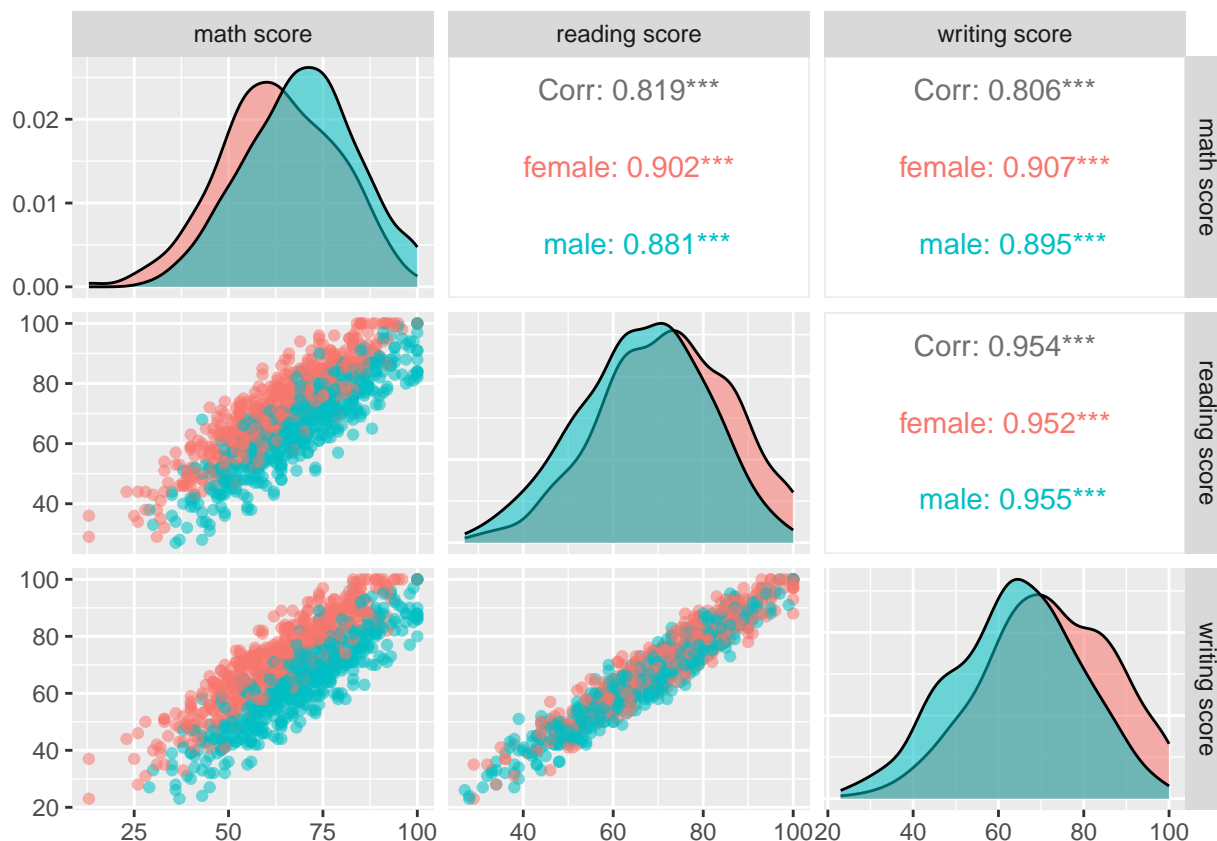 math score
reading score
writing score
0.02
0.01
0.00
Corr: 0.819***
female: 0.902***
male: 0.881***
Corr: 0.806***
female: 0.907***
male: 0.895***
math score
100
80
60
40
Corr: 0.954***
female: 0.952***
male: 0.955***
reading score
100
80
60
40
20
writing score
25 50 75 100
40 60 80 100
20 40 60 80 100